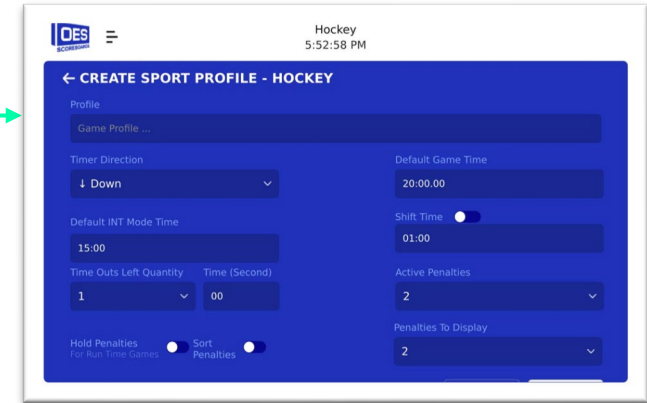 OES
SCOREBOARDS
Hockey
5:52:58 PM
← CREATE SPORT PROFILE - HOCKEY
Profile
Game Profile ...
Timer Direction
↓ Down
Default Game Time
20:00.00
Default INT Mode Time
15:00
Shift Time
01:00
Time Outs Left Quantity
1
Time (Second)
00
Active Penalties
2
Hold Penalties
For Run Time Games
Sort
Penalties
Penalties To Display
2